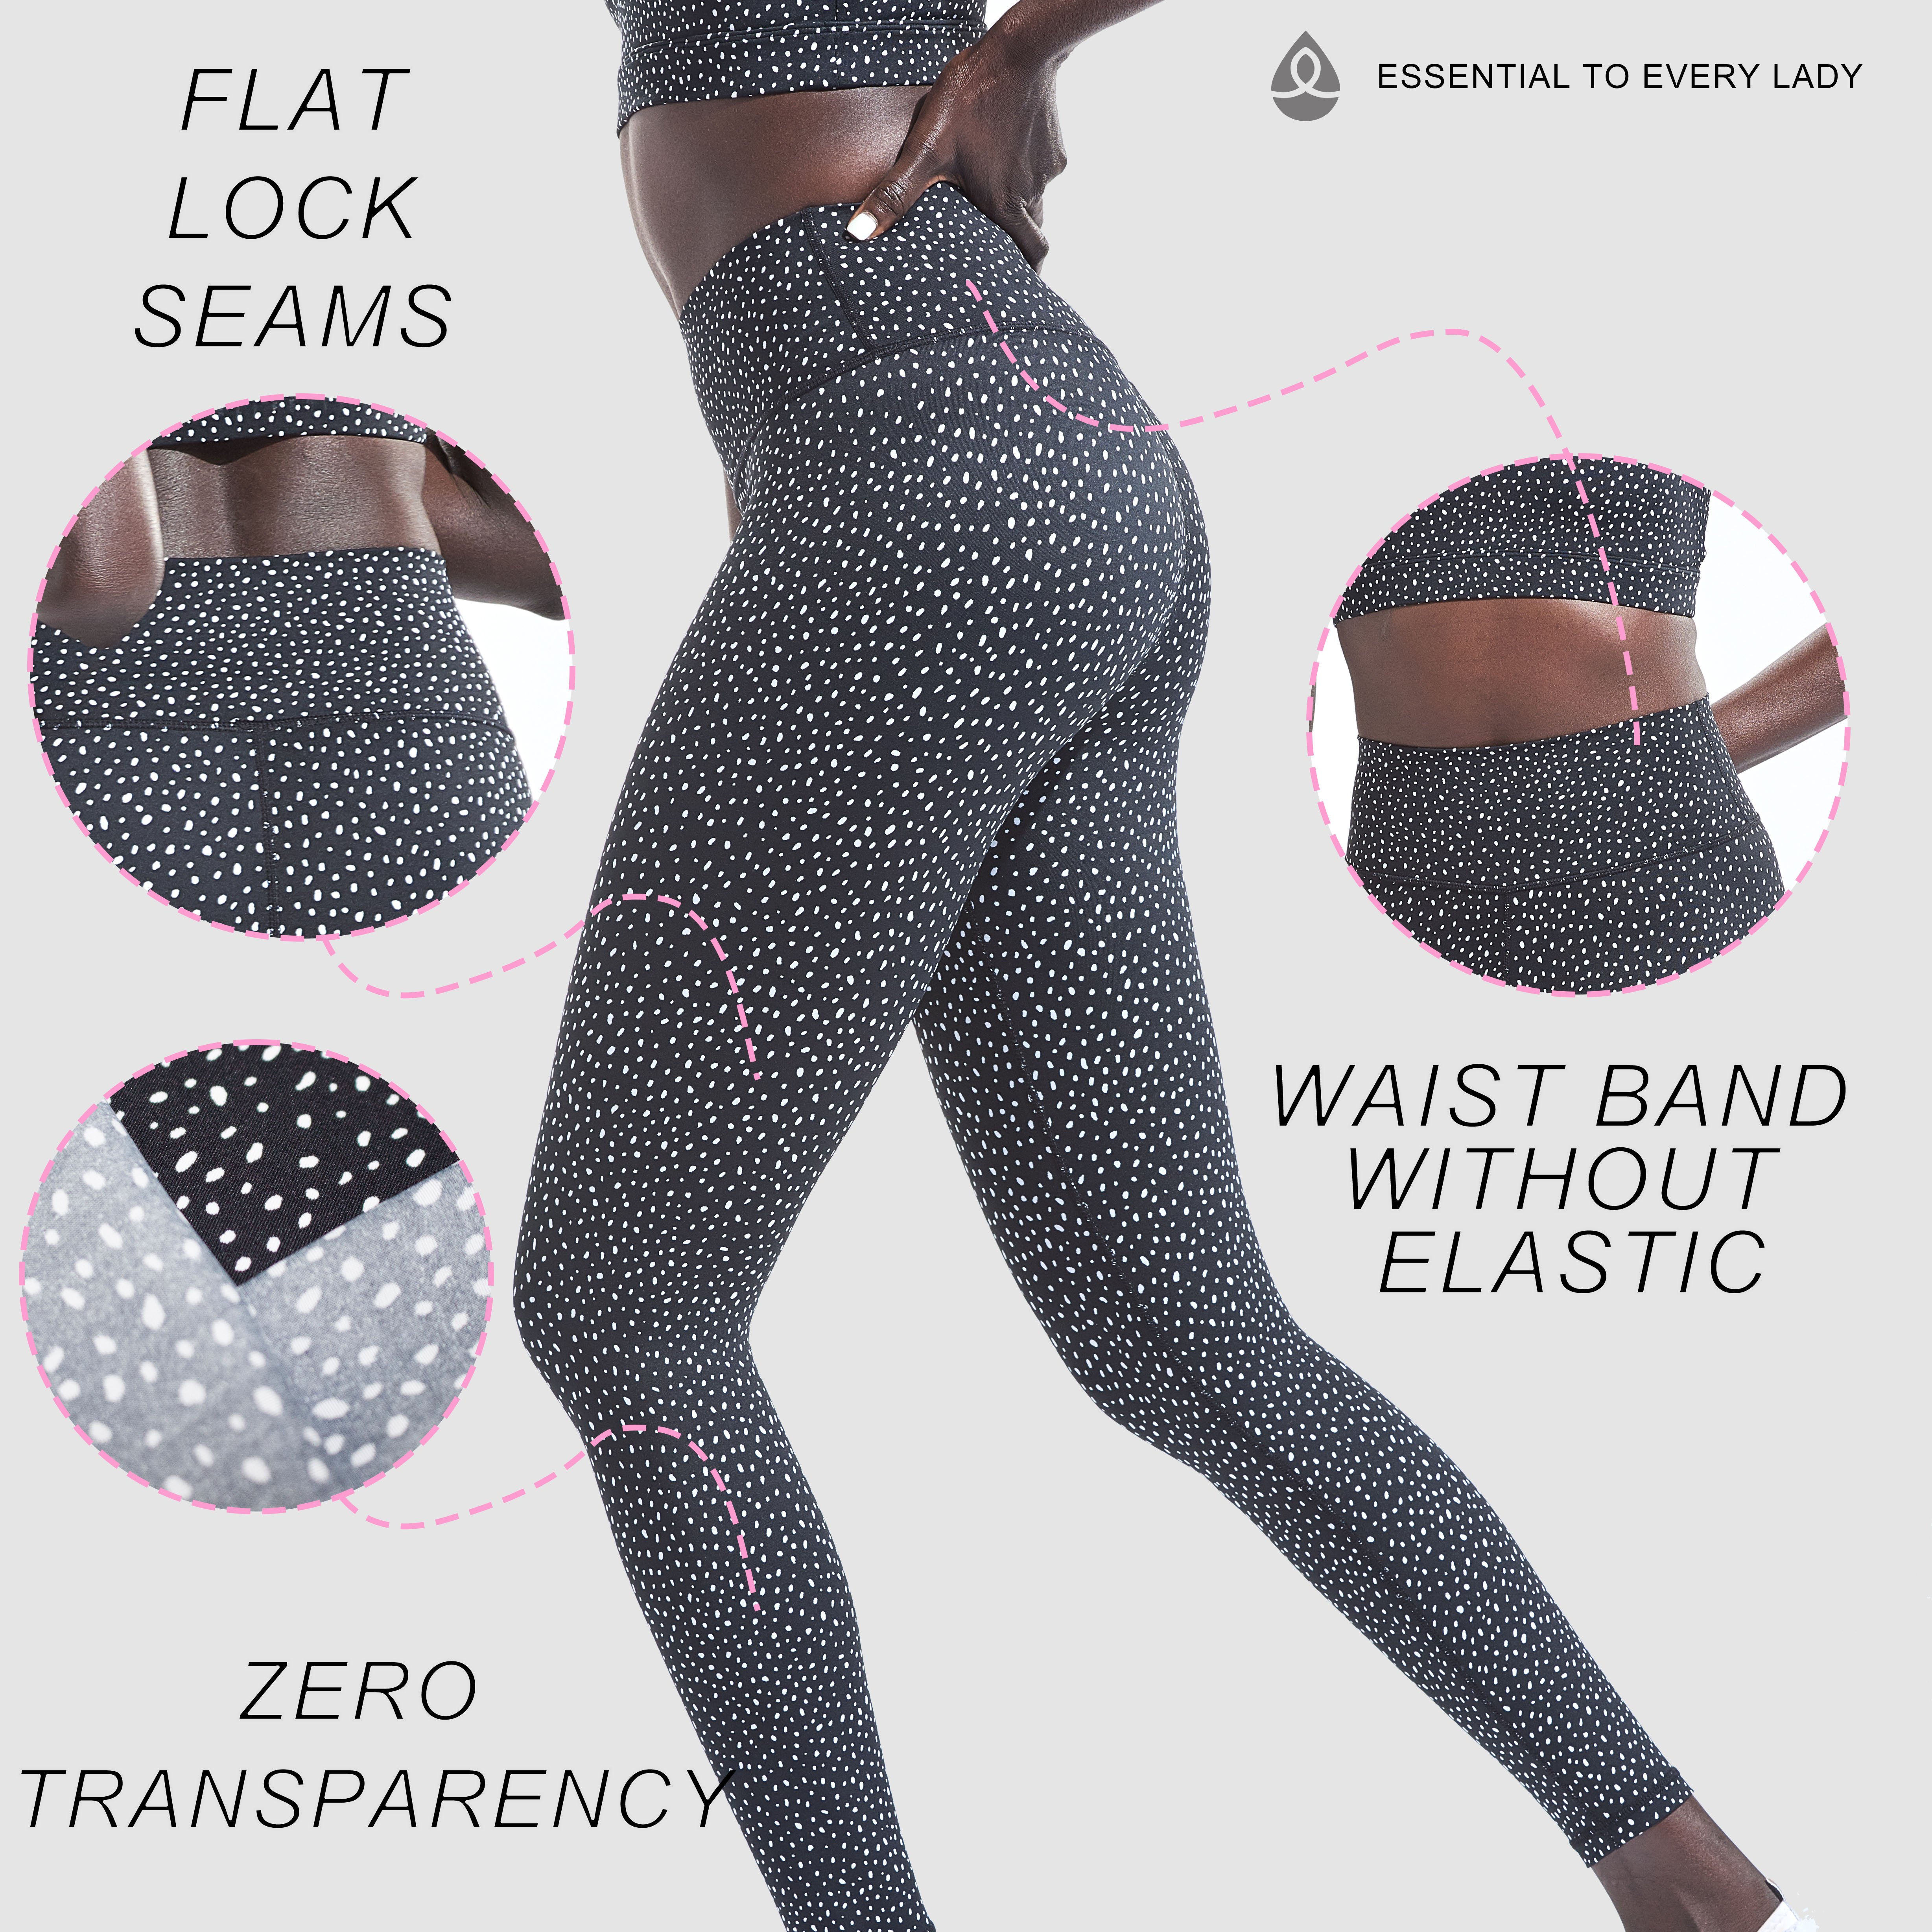 ESSENTIAL TO EVERY LADY
FLAT
LOCK
SEAMS
WAIST BAND
WITHOUT
ELASTIC
ZERO
TRANSPARENCY